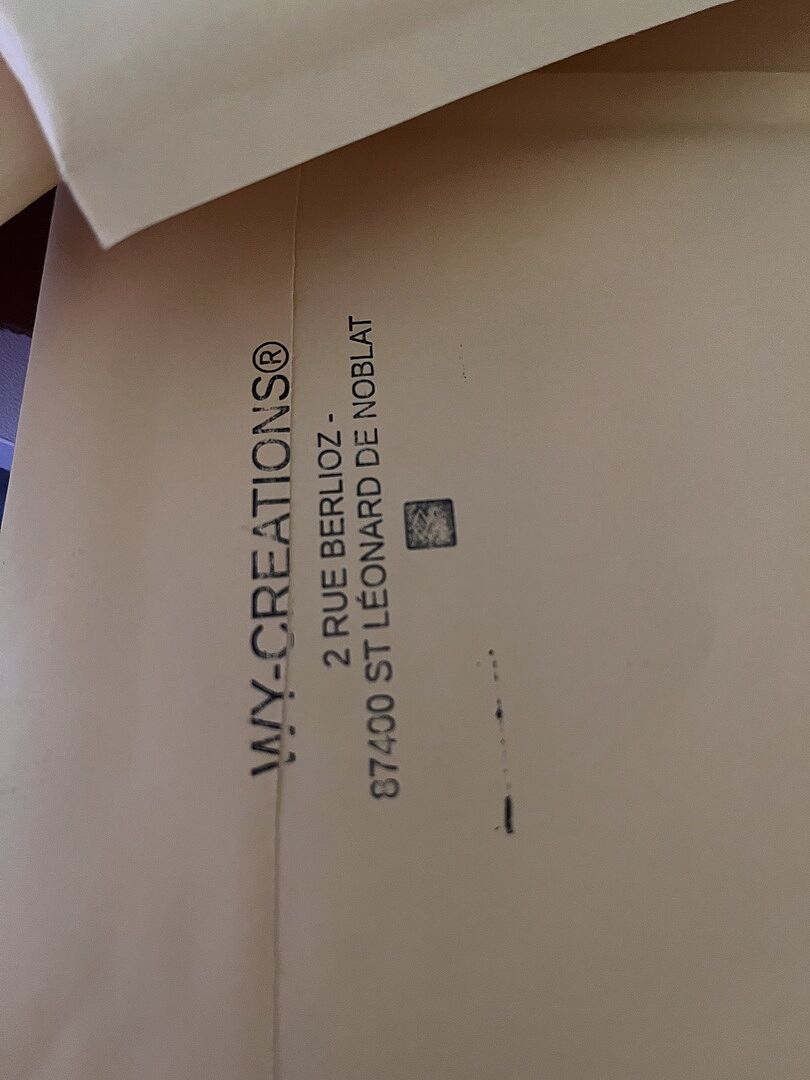 WY-CREATIONS®
2 RUE BERLIOZ -
87400 ST LÉONARD DE NOBLAT